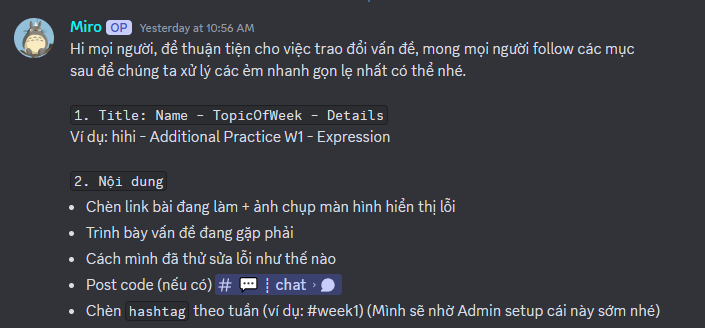 Miro OP Yesterday at 10:56 AM
Hi mọi người, để thuận tiện cho việc trao đổi vấn đề, mong mọi người follow các mục
sau để chúng ta xử lý các ẻm nhanh gọn lẹ nhất có thể nhé.
1. Title: Name - TopicOfWeek - Details
Ví dụ: hihi - Additional Practice W1 - Expression
2. Nội dung
• Chèn link bài đang làm + ảnh chụp màn hình hiển thị lỗi
• Trình bày vấn đề đang gặp phải
• Cách mình đã thử sửa lỗi như thế nào
• Post code (nếu có) # 💬┊chat ›
• Chèn hashtag theo tuần (ví dụ: #week1) (Mình sẽ nhờ Admin setup cái này sớm nhé)